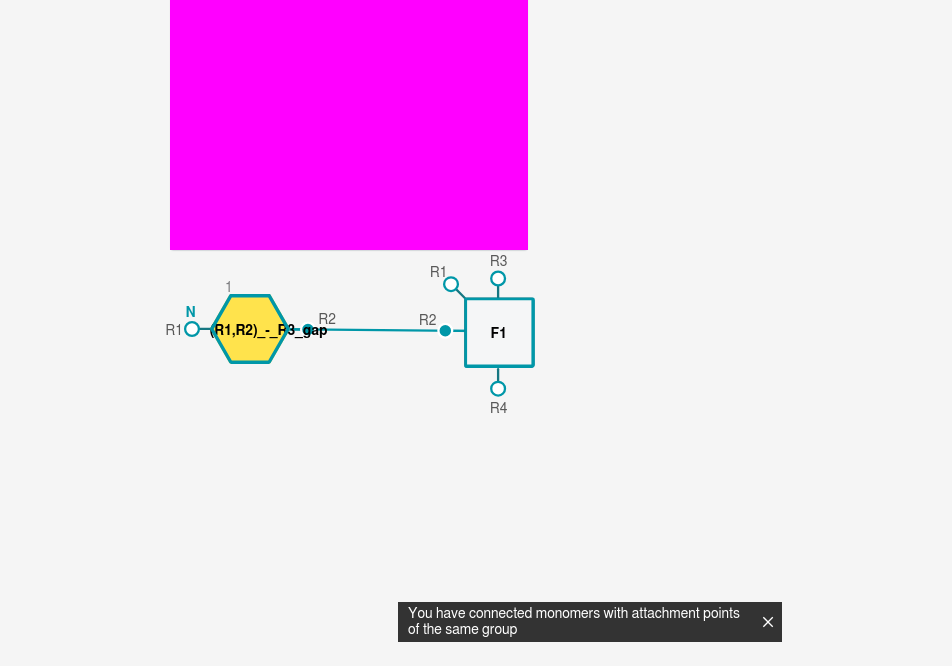 R3
R1
1
N
R2
R2
R1
(R1,R2)_-_R3_gap
F1
R4
You have connected monomers with attachment points
of the same group